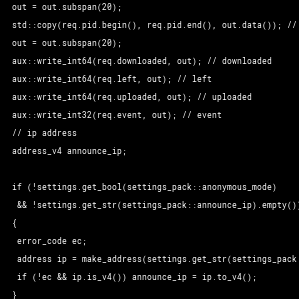 out = out.subspan(20);
std::copy(req.pid.begin(), req.pid.end(), out.data()); //
out = out.subspan(20);
aux::write_int64(req.downloaded, out); // downloaded
aux::write_int64(req.left, out); // left
aux::write_int64(req.uploaded, out); // uploaded
aux::write_int32(req.event, out); // event
// ip address
address_v4 announce_ip;
if (!settings.get_bool(settings_pack::anonymous_mode)
&& !settings.get_str(settings_pack::announce_ip).empty())
{
error_code ec;
address ip = make_address(settings.get_str(settings_pack
if (!ec && ip.is_v4()) announce_ip = ip.to_v4();
}